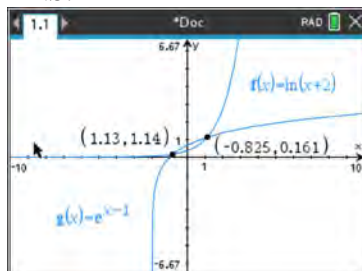 1.1 *Doc PAD
6.67 y
f(x)=ln(x+2)
(1.13,1.14) 1
x
-10 1 10
(-0.825,0.161)
g(x)=e^x-1
-6.67